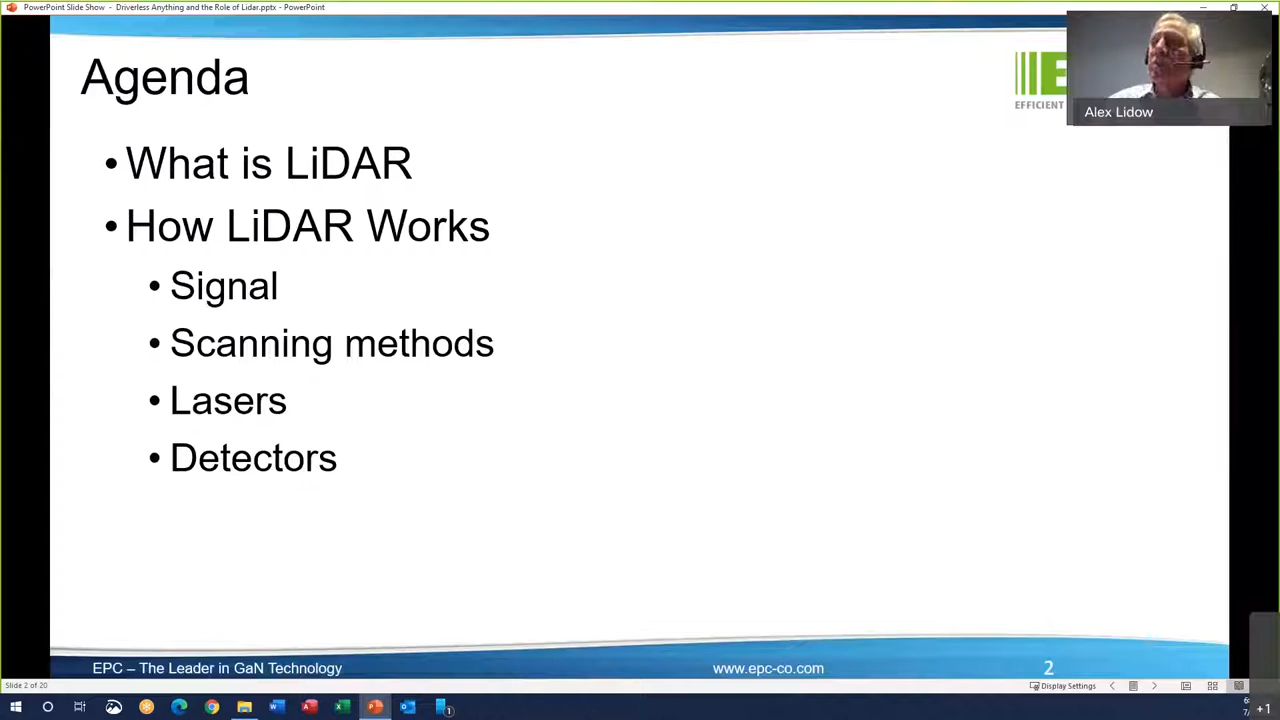 PowerPoint Slide Show - Driverless Anything and the Role of Lidar.pptx - PowerPoint
Agenda
EFFICIENT
Alex Lidow
•What is LiDAR
•How LiDAR Works
• Signal
• Scanning methods
• Lasers
• Detectors
EPC – The Leader in GaN Technology
www.epc-co.com
2
Slide 2 of 20
Display Settings
1
+1